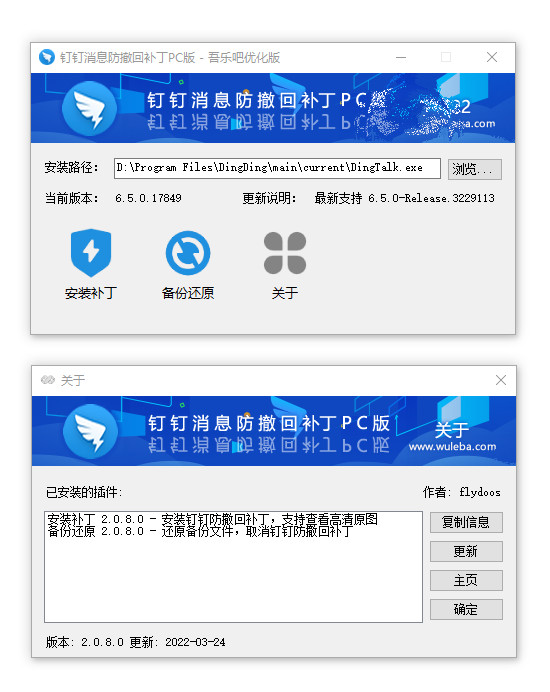 钉钉消息防撤回补丁PC版 - 吾乐吧优化版
钉钉消息防撤回补丁PC版
安装路径:
D:\Program Files\DingDing\main\current\DingTalk.exe
浏览...
当前版本: 6.5.0.17849
更新说明: 最新支持 6.5.0-Release.3229113
安装补丁
备份还原
关于
关于
钉钉消息防撤回补丁PC版
关于
www.wuleba.com
已安装的插件:
作者: flydoos
安装补丁 2.0.8.0 - 安装钉钉防撤回补丁,支持查看高清原图
备份还原 2.0.8.0 - 还原备份文件,取消钉钉防撤回补丁
复制信息
更新
主页
确定
版本: 2.0.8.0 更新: 2022-03-24